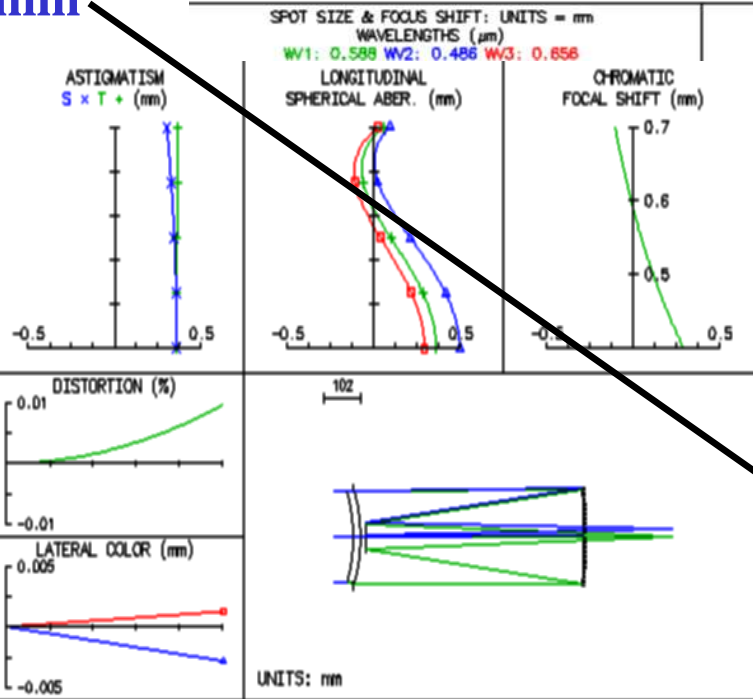 SPOT SIZE & FOCUS SHIFT: UNITS = mm
WAVELENGTHS (μm)
WV1: 0.588 WV2: 0.486 WV3: 0.656
ASTIGMATISM
S × T + (mm)
-0.5 0.5
LONGITUDINAL
SPHERICAL ABER. (mm)
-0.5 0.5
CHROMATIC
FOCAL SHIFT (mm)
0.7
0.6
0.5
-0.5 0.5
DISTORTION (%)
0.01
-0.01
LATERAL COLOR (mm)
0.005
-0.005
102
UNITS: mm